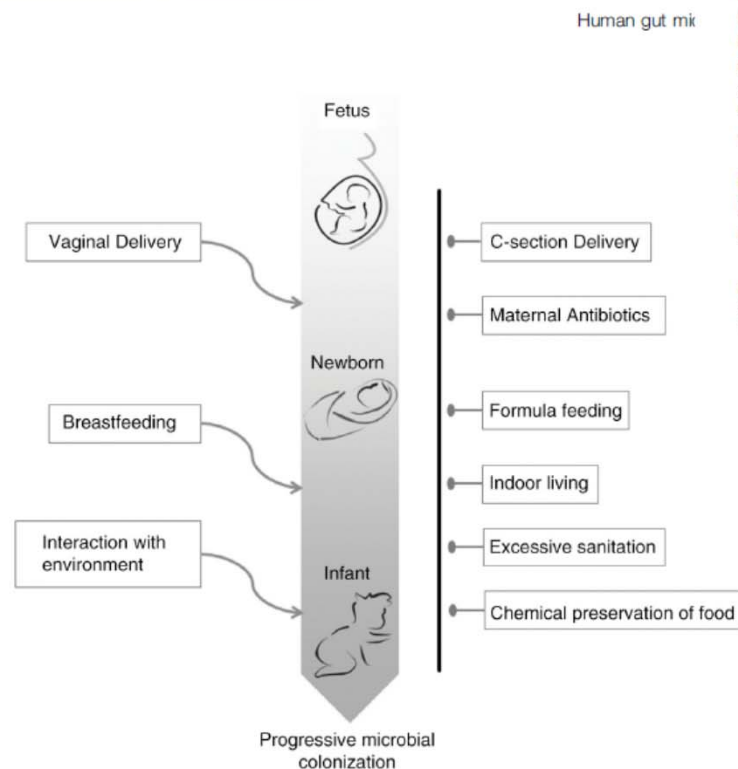 Human gut
Fetus
Vaginal Delivery
C-section Delivery
Maternal Antibiotics
Newborn
Breastfeeding
Formula feeding
Indoor living
Interaction with
environment
Excessive sanitation
Infant
Chemical preservation of food
Progressive microbial
colonization